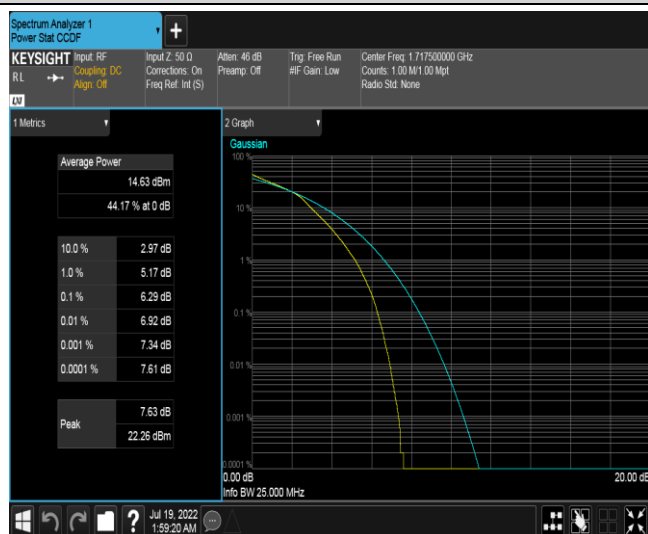 Spectrum Analyzer 1
Power Stat CCDF
+
KEYSIGHT
RL
LXI
Input: RF
Coupling: DC
Align: Off
Input Z: 50 Ω
Corrections: On
Freq Ref: Int (S)
Atten: 46 dB
Preamp: Off
Trig: Free Run
#IF Gain: Low
Center Freq: 1.717500000 GHz
Counts: 1.00 M/1.00 Mpt
Radio Std: None
1 Metrics
Average Power
14.63 dBm
44.17 % at 0 dB
10.0 % 2.97 dB
1.0 % 5.17 dB
0.1 % 6.29 dB
0.01 % 6.92 dB
0.001 % 7.34 dB
0.0001 % 7.61 dB
Peak
7.63 dB
22.26 dBm
2 Graph
Gaussian
100 %
10 %
1 %
0.1 %
0.01 %
0.001 %
0.0001 %
0.00 dB 20.00 dB
Info BW 25.000 MHz
?
Jul 19, 2022
1:59:20 AM